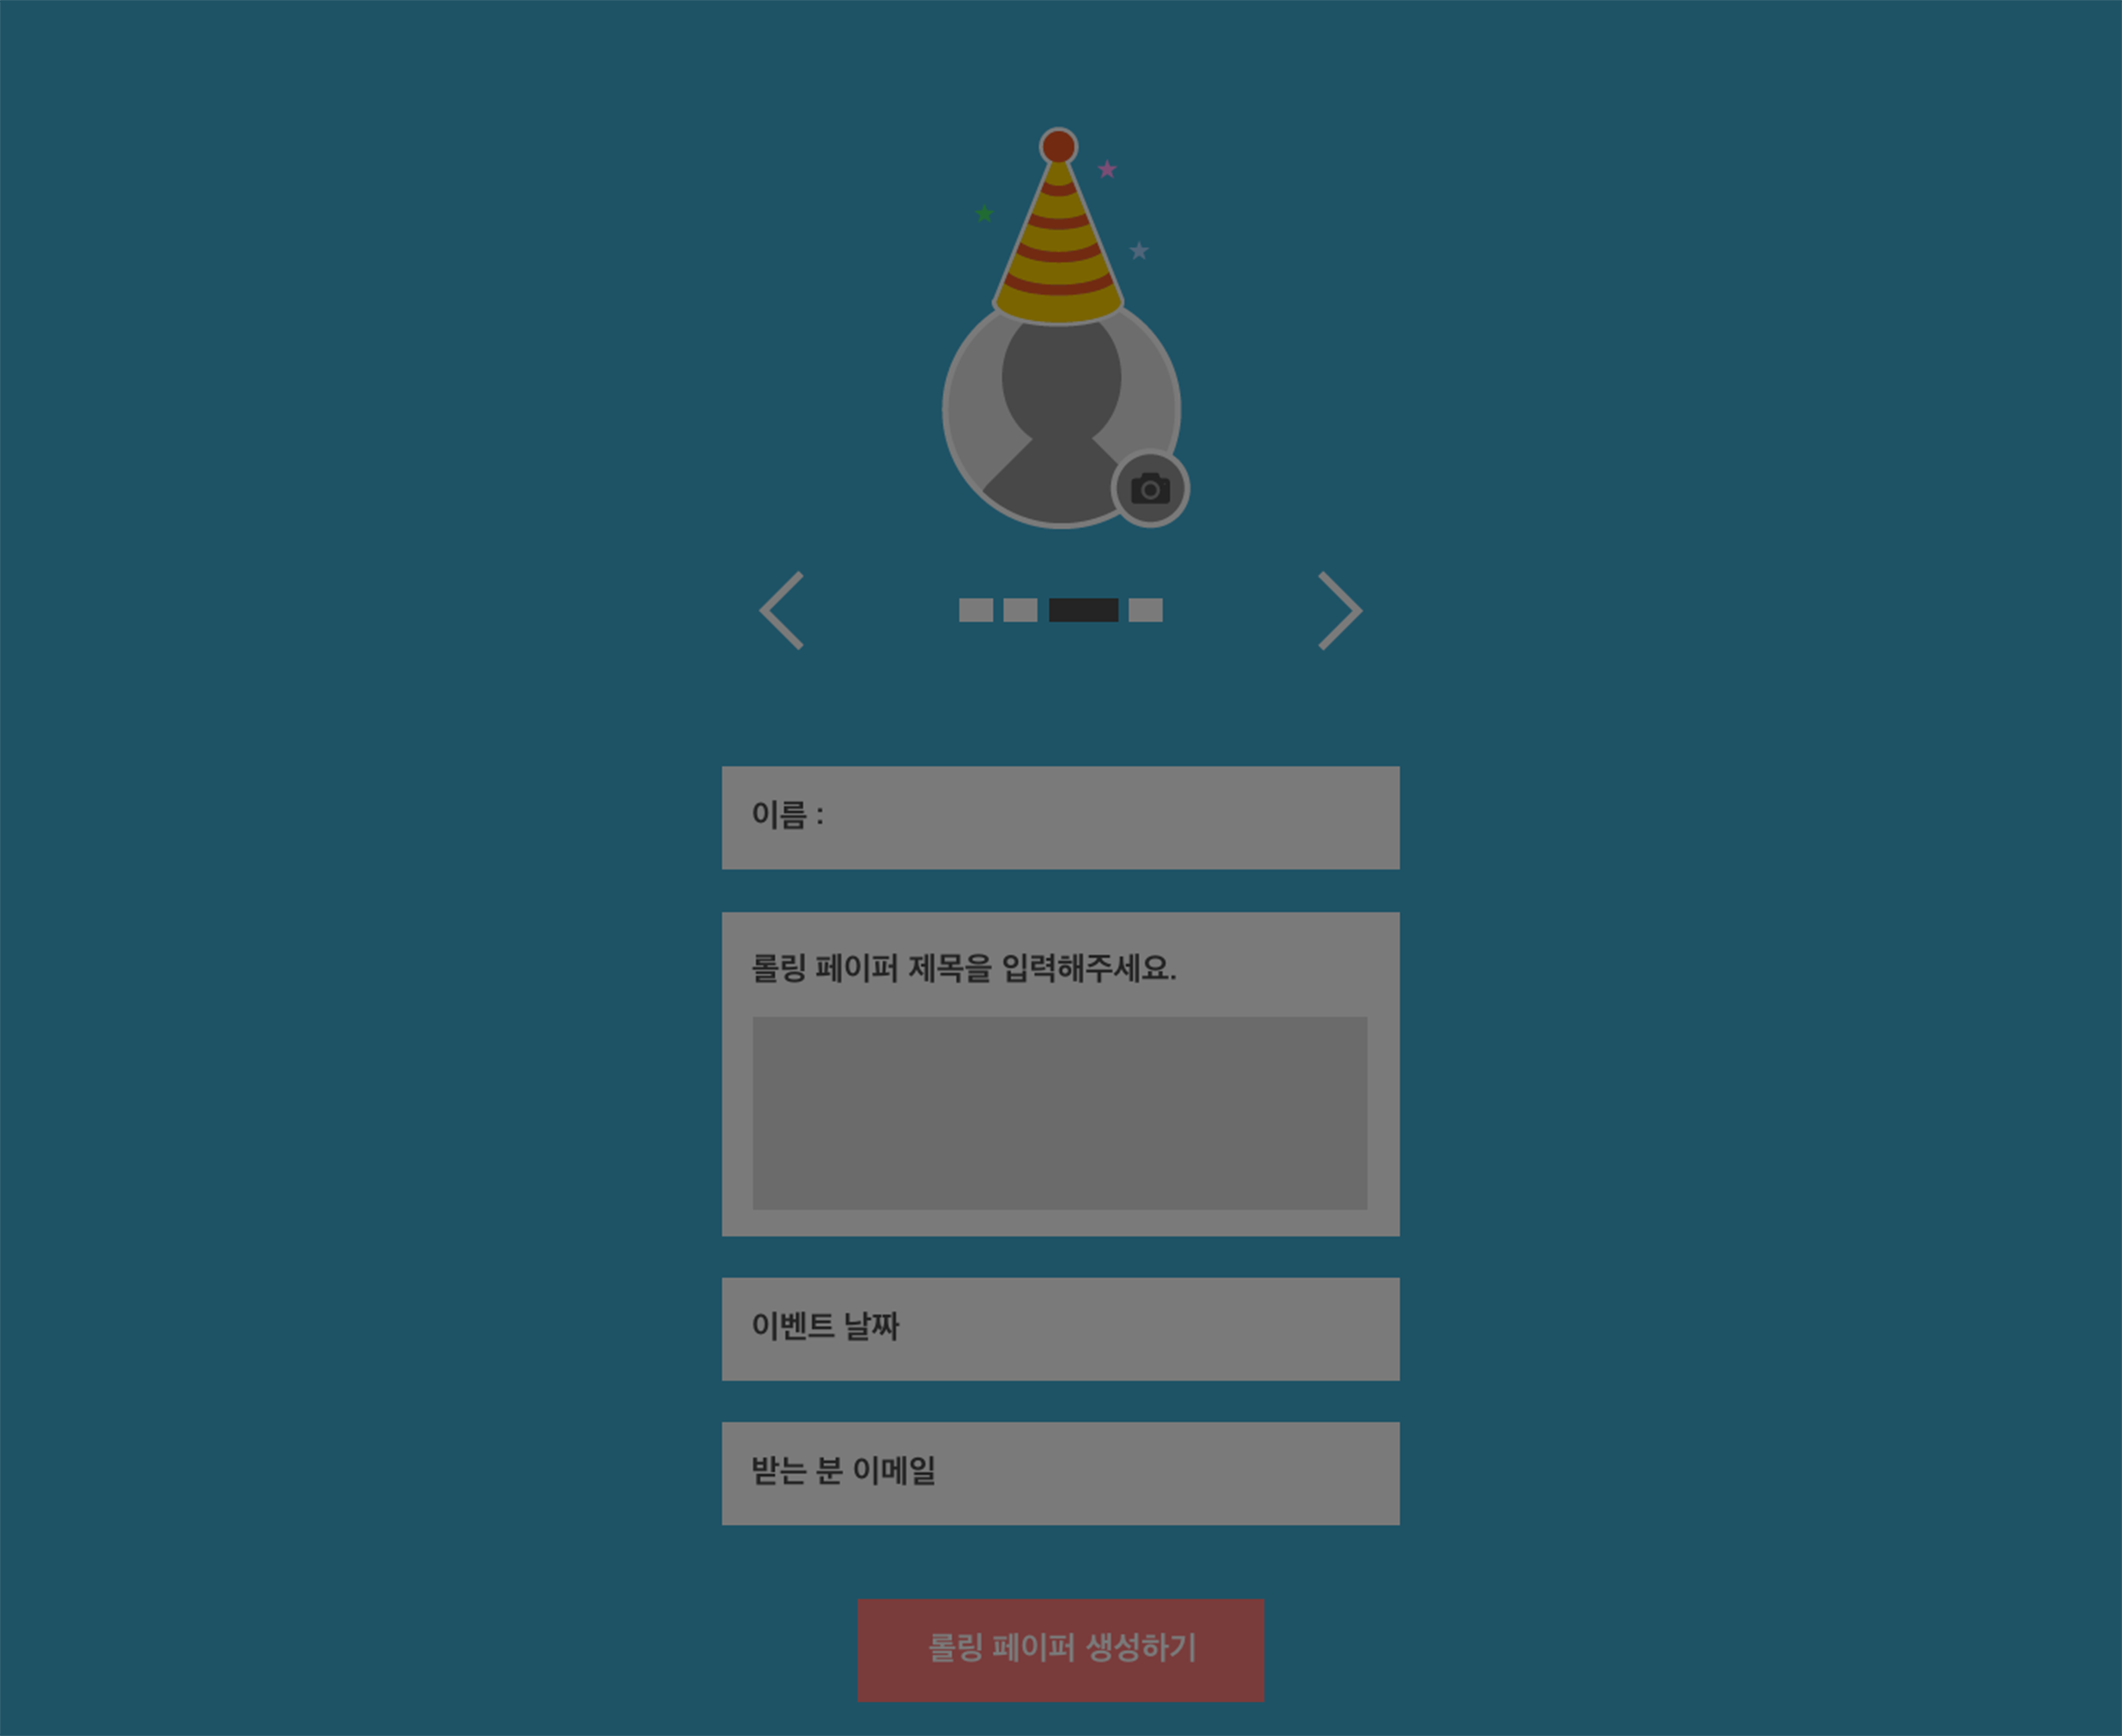 이름 :
롤링 페이퍼 제목을 입력해주세요.
이벤트 날짜
받는 분 이메일
롤링 페이퍼 생성하기